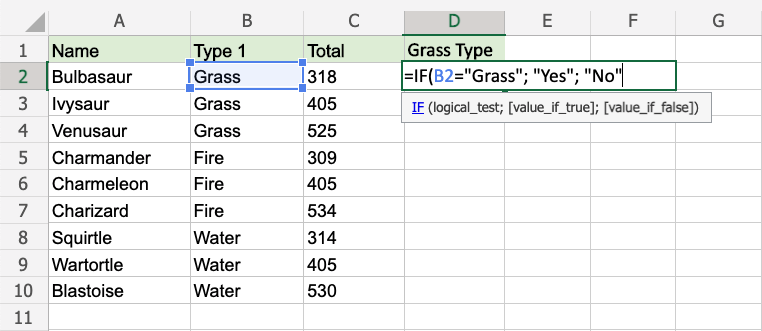 A B C D E F G
1 Name Type 1 Total Grass Type
2 Bulbasaur Grass 318 =IF(B2="Grass"; "Yes"; "No"
3 Ivysaur Grass 405 IF (logical_test; [value_if_true]; [value_if_false])
4 Venusaur Grass 525
5 Charmander Fire 309
6 Charmeleon Fire 405
7 Charizard Fire 534
8 Squirtle Water 314
9 Wartortle Water 405
10 Blastoise Water 530
11